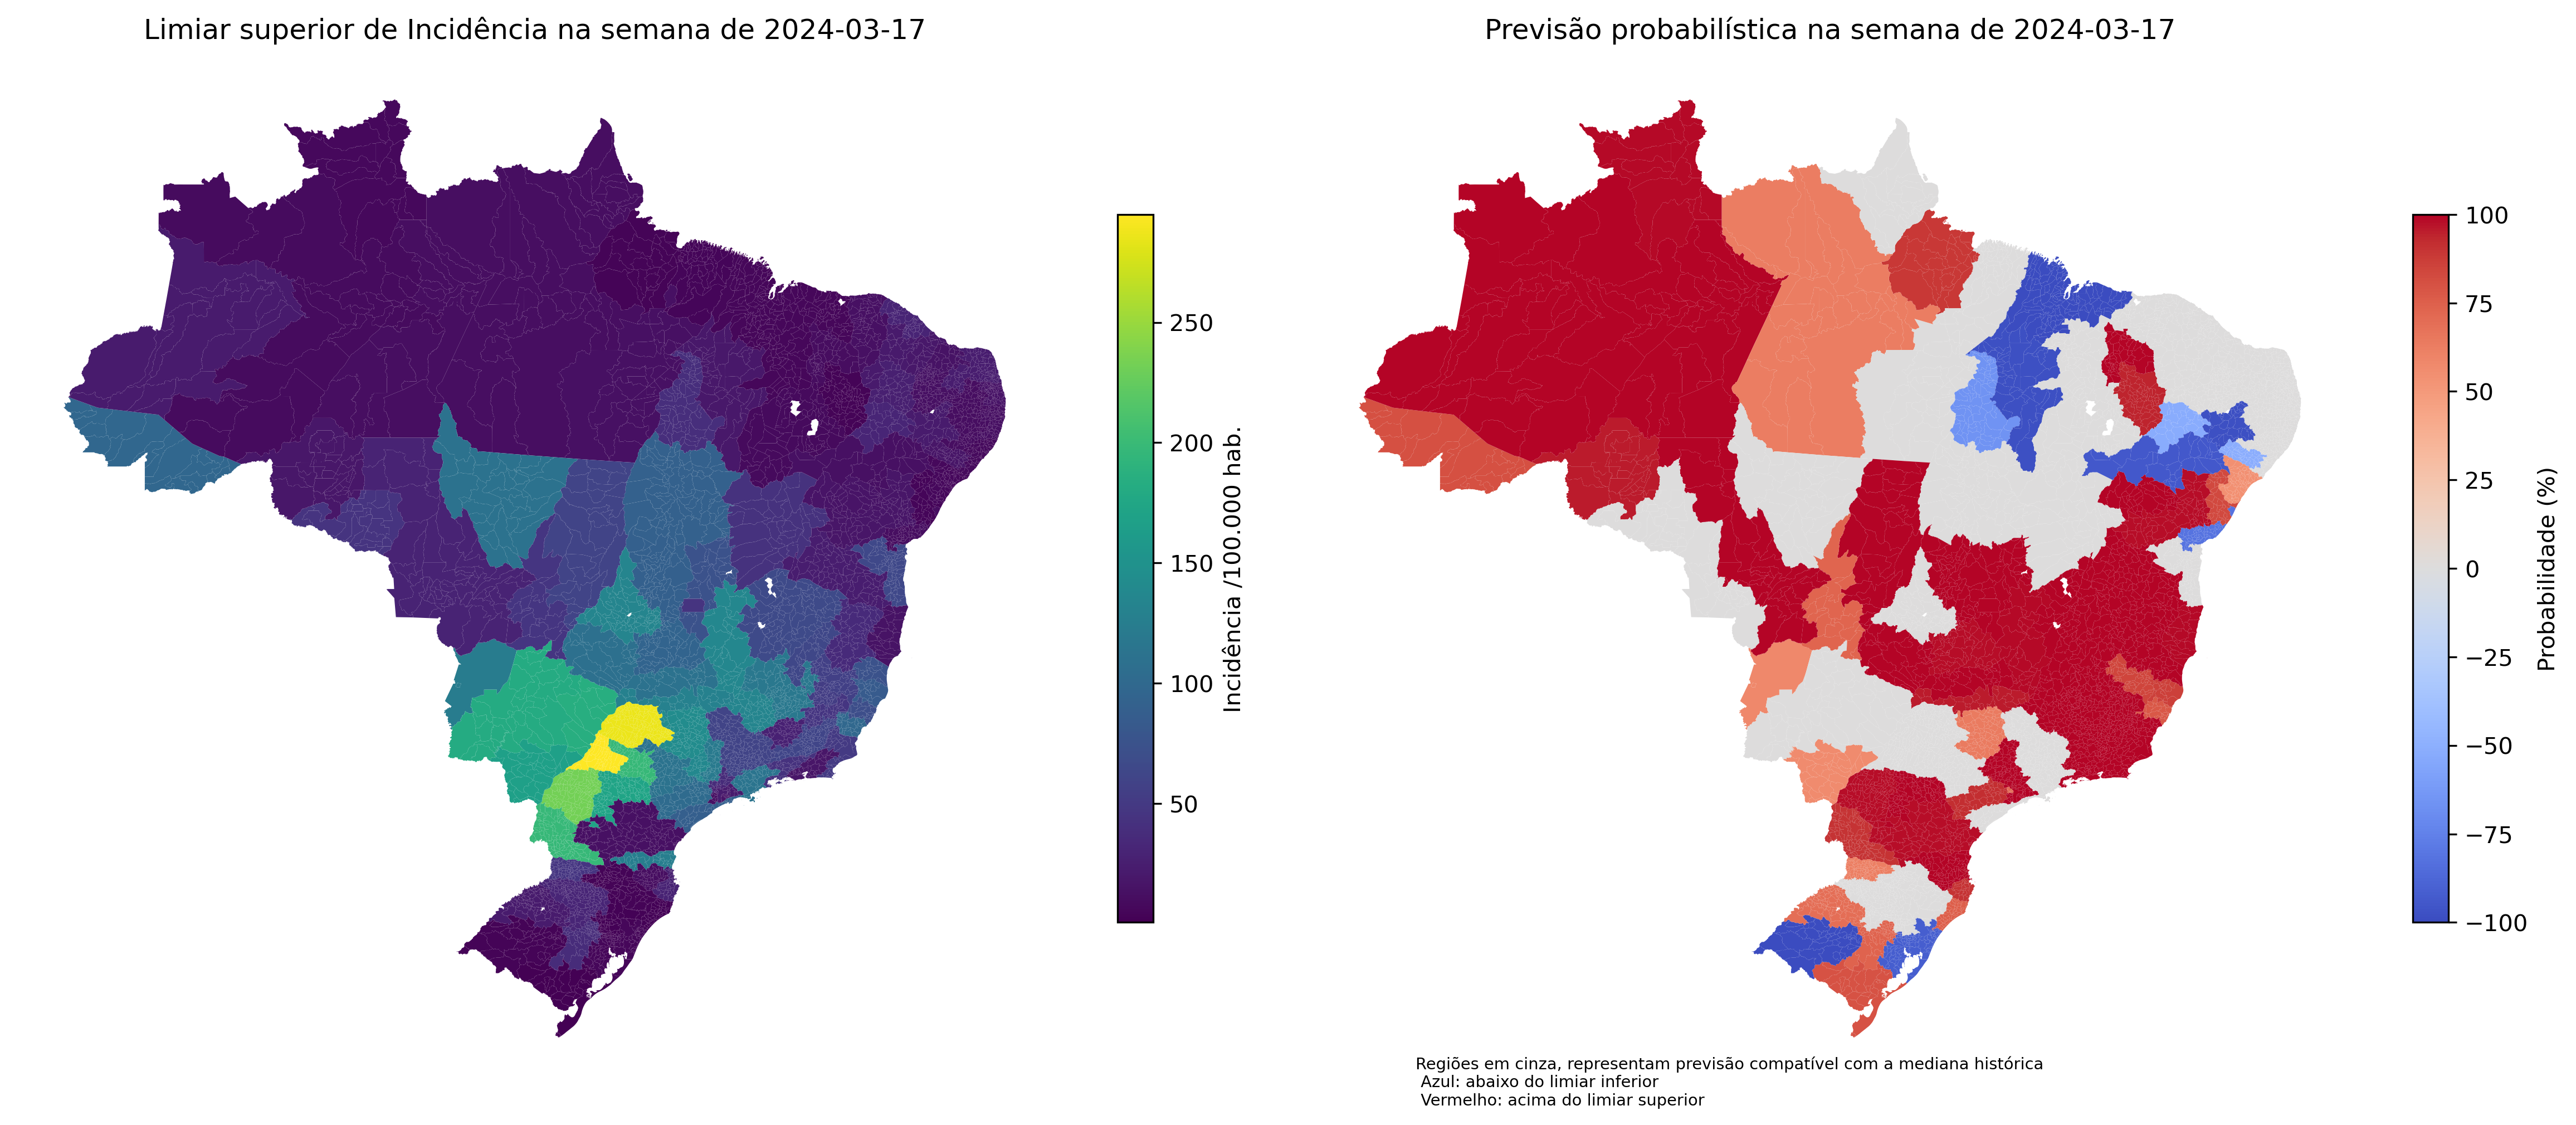 Limiar superior de Incidência na semana de 2024-03-17
250
200
150
100
50
Incidência /100.000 hab.
Previsão probabilística na semana de 2024-03-17
100
75
50
25
0
−25
−50
−75
−100
Probabilidade (%)
Regiões em cinza, representam previsão compatível com a mediana histórica
Azul: abaixo do limiar inferior
Vermelho: acima do limiar superior